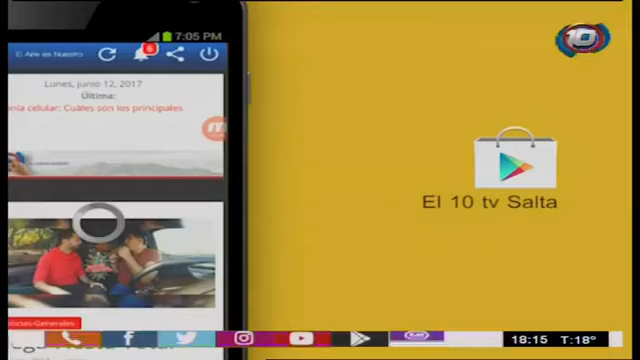 7:05 PM
El Aire es Nuestro
6
Lunes, junio 12, 2017
Última:
nia celular: Cuáles son los principales
10
El 10 tv Salta
Noticias-Generales
18:15
T:18°